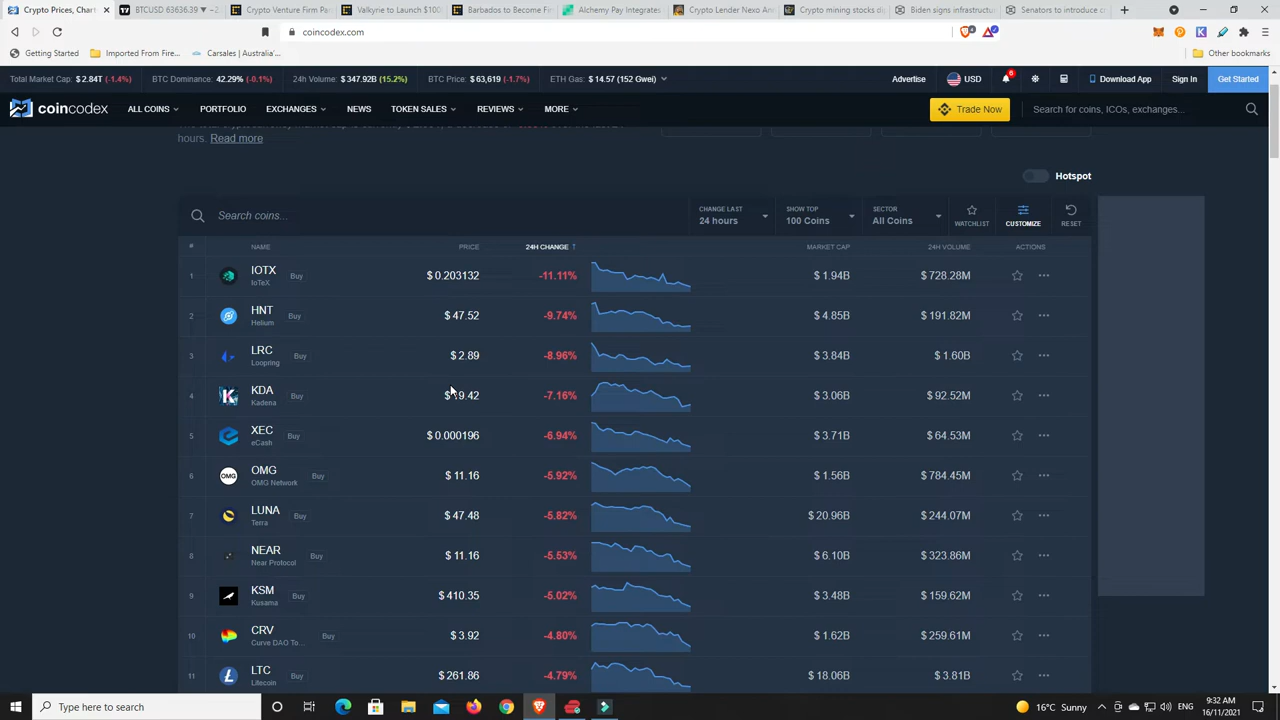 Crypto Prices, Chart
BTCUSD 63636.39 ▼ −2.
Crypto Venture Firm Pa
Valkyrie to Launch $100
Barbados to Become Fir
Alchemy Pay Integrates
Crypto Lender Nexo An
Crypto mining stocks di
Biden signs infrastructu
Senators to introduce cr
coincodex.com
Getting Started
Imported From Fire...
Carsales (Australia'...
Other bookmarks
Total Market Cap: $ 2.84T (-1.4%)
BTC Dominance: 42.29% (-0.1%)
24h Volume: $ 347.92B (15.2%)
BTC Price: $ 63,619 (-1.7%)
ETH Gas: $ 14.57 (152 Gwei)
Advertise
USD
6
Download App
Sign In
Get Started
coincodex
ALL COINS
PORTFOLIO
EXCHANGES
NEWS
TOKEN SALES
REVIEWS
MORE
Trade Now
Search for coins, ICOs, exchanges...
hours. Read more
Hotspot
Search coins...
CHANGE LAST
24 hours
SHOW TOP
100 Coins
SECTOR
All Coins
WATCHLIST
CUSTOMIZE
RESET
# NAME PRICE 24H CHANGE ↑ MARKET CAP 24H VOLUME ACTIONS
1 IOTX Buy $ 0.203132 -11.11% $ 1.94B $ 728.28M
IoTeX
2 HNT Buy $ 47.52 -9.74% $ 4.85B $ 191.82M
Helium
3 LRC Buy $ 2.89 -8.96% $ 3.84B $ 1.60B
Loopring
4 KDA Buy 9.42 -7.16% $ 3.06B $ 92.52M
Kadena
5 XEC Buy $ 0.000196 -6.94% $ 3.71B $ 64.53M
eCash
6 OMG Buy $ 11.16 -5.92% $ 1.56B $ 784.45M
OMG Network
7 LUNA Buy $ 47.48 -5.82% $ 20.96B $ 244.07M
Terra
8 NEAR Buy $ 11.16 -5.53% $ 6.10B $ 323.86M
Near Protocol
9 KSM Buy $ 410.35 -5.02% $ 3.48B $ 159.62M
Kusama
10 CRV Buy $ 3.92 -4.80% $ 1.62B $ 259.61M
Curve DAO To...
11 LTC Buy $ 261.86 -4.79% $ 18.06B $ 3.81B
Litecoin
Type here to search
16°C Sunny
ENG
9:32 AM
16/11/2021